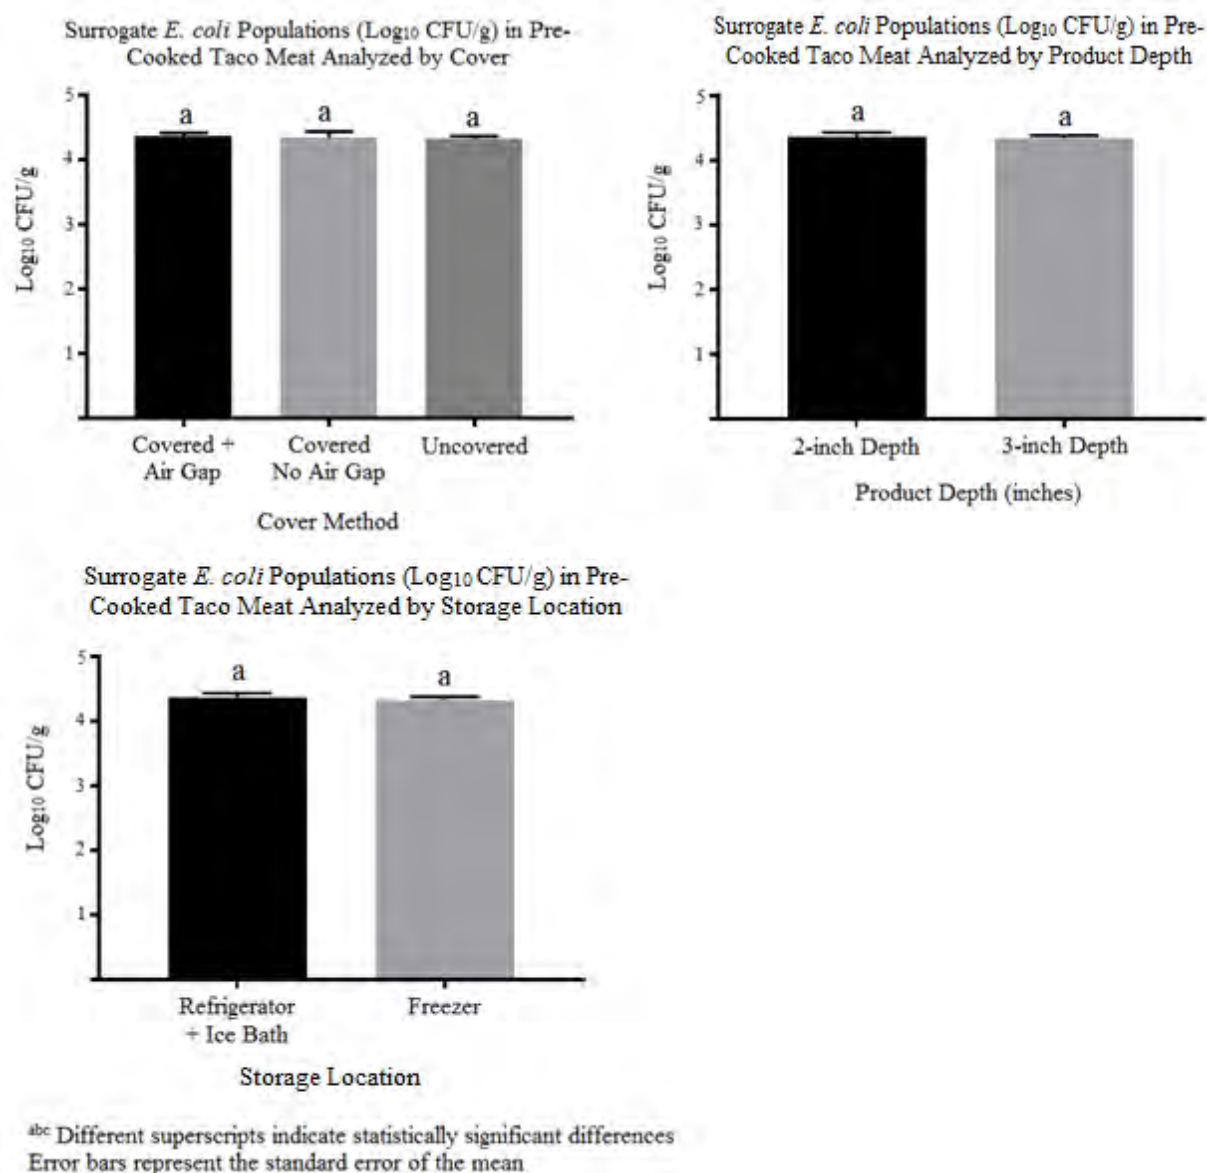 Surrogate E. coli Populations (Log10 CFU/g) in Pre-
Cooked Taco Meat Analyzed by Cover
5
4
3
2
1
Log10 CFU/g
a
a
a
Covered +
Air Gap
Covered
No Air Gap
Uncovered
Cover Method
Surrogate E. coli Populations (Log10 CFU/g) in Pre-
Cooked Taco Meat Analyzed by Product Depth
5
4
3
2
1
Log10 CFU/g
a
a
2-inch Depth
3-inch Depth
Product Depth (inches)
Surrogate E. coli Populations (Log10 CFU/g) in Pre-
Cooked Taco Meat Analyzed by Storage Location
5
4
3
2
1
Log10 CFU/g
a
a
Refrigerator
+ Ice Bath
Freezer
Storage Location
abc Different superscripts indicate statistically significant differences
Error bars represent the standard error of the mean